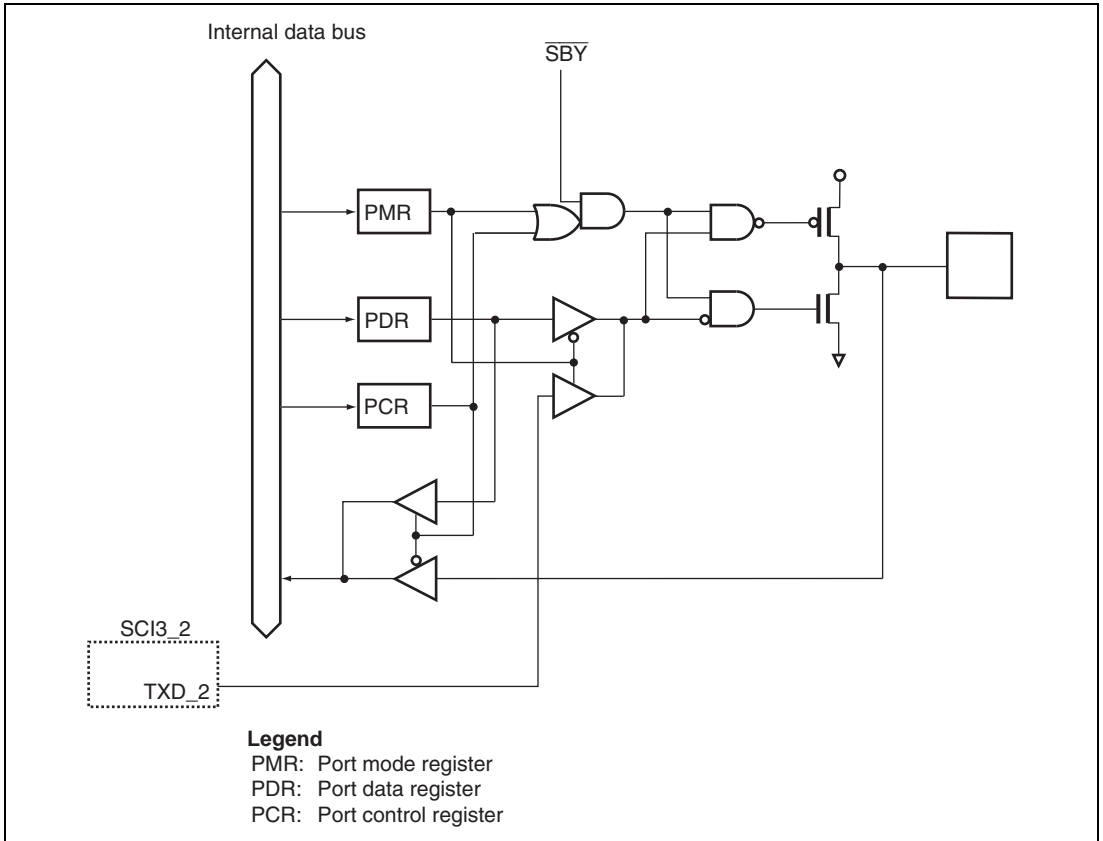 Internal data bus
SBY
PMR
PDR
PCR
SCI3_2
TXD_2
Legend
PMR: Port mode register
PDR: Port data register
PCR: Port control register